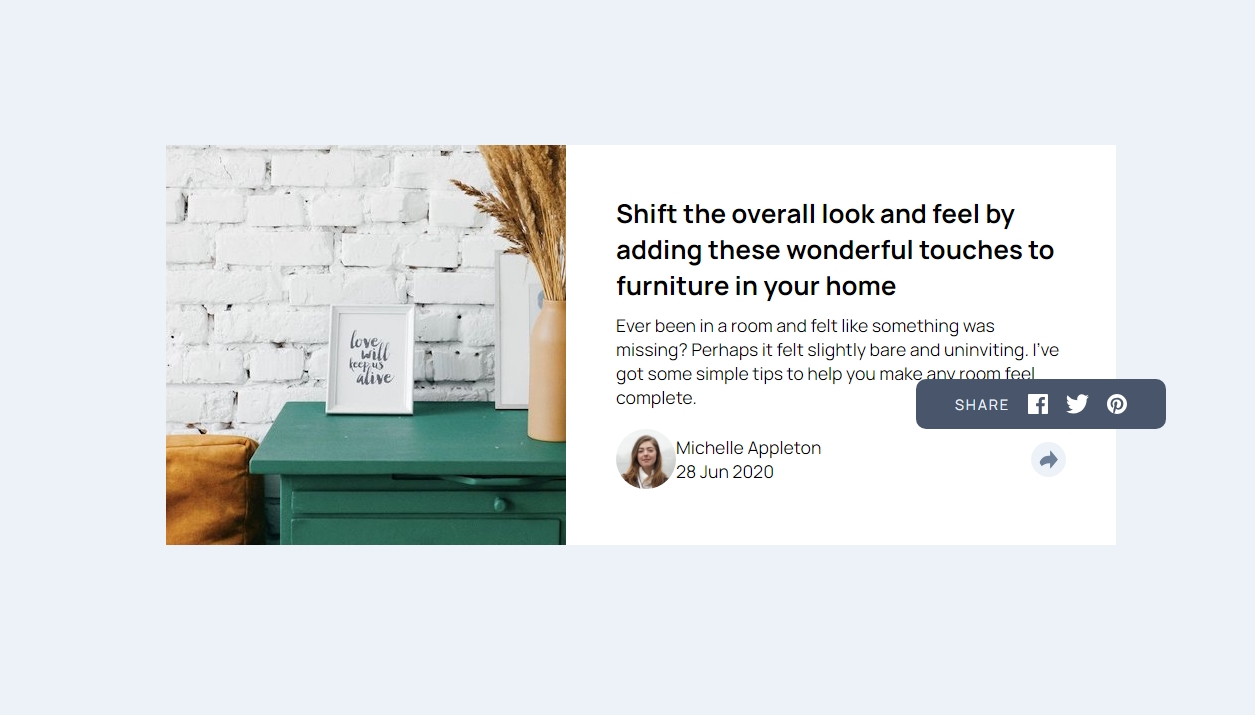 Shift the overall look and feel by
adding these wonderful touches to
furniture in your home
Ever been in a room and felt like something was
missing? Perhaps it felt slightly bare and uninviting. I've
got some simple tips to help you make any room feel
complete.
SHARE
Michelle Appleton
28 Jun 2020
love
will
keep us
alive